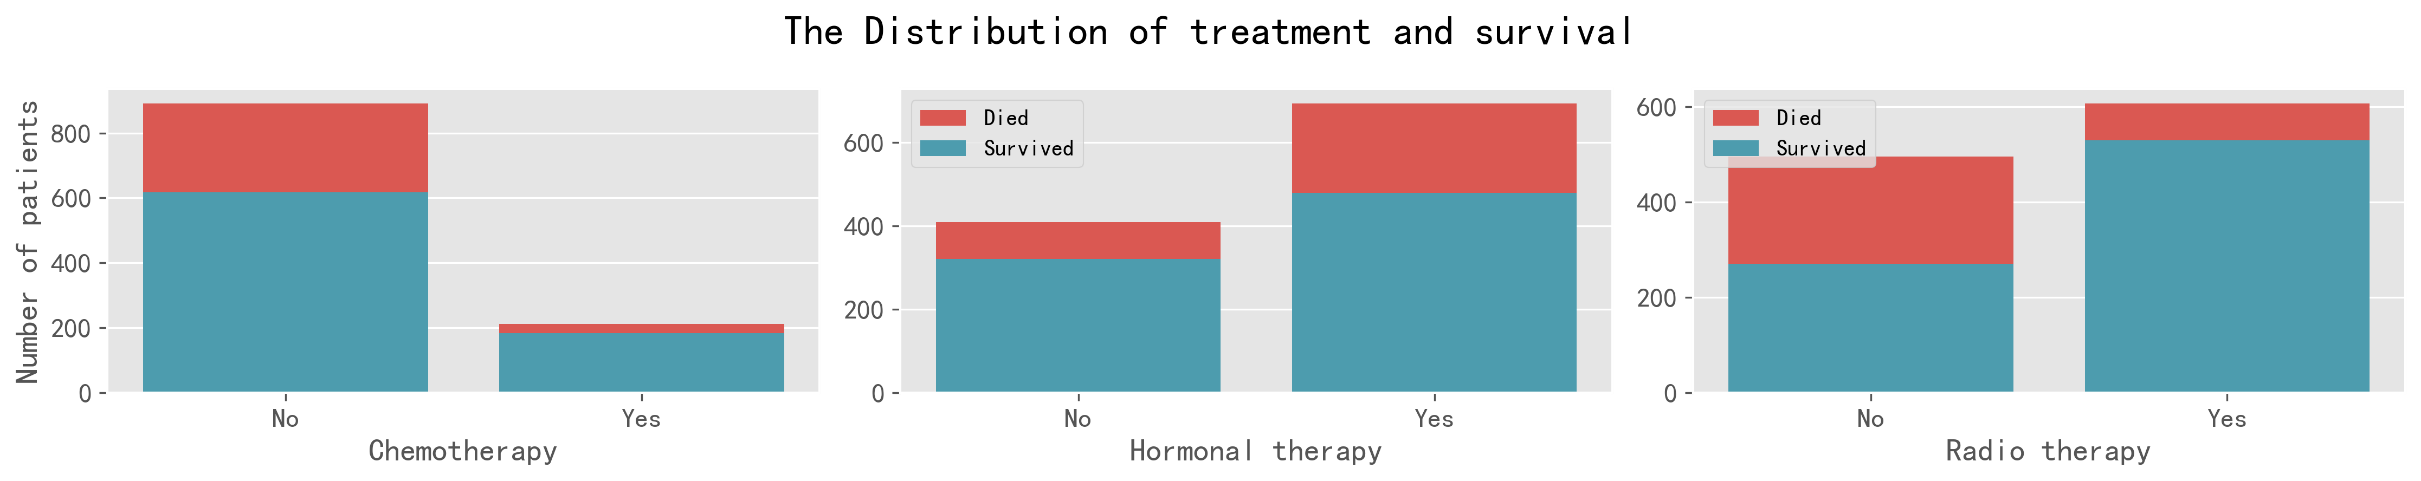 The Distribution of treatment and survival
Number of patients
800
600
400
200
0
No
Yes
Chemotherapy
Died
Survived
600
400
200
0
No
Yes
Hormonal therapy
Died
Survived
600
400
200
0
No
Yes
Radio therapy